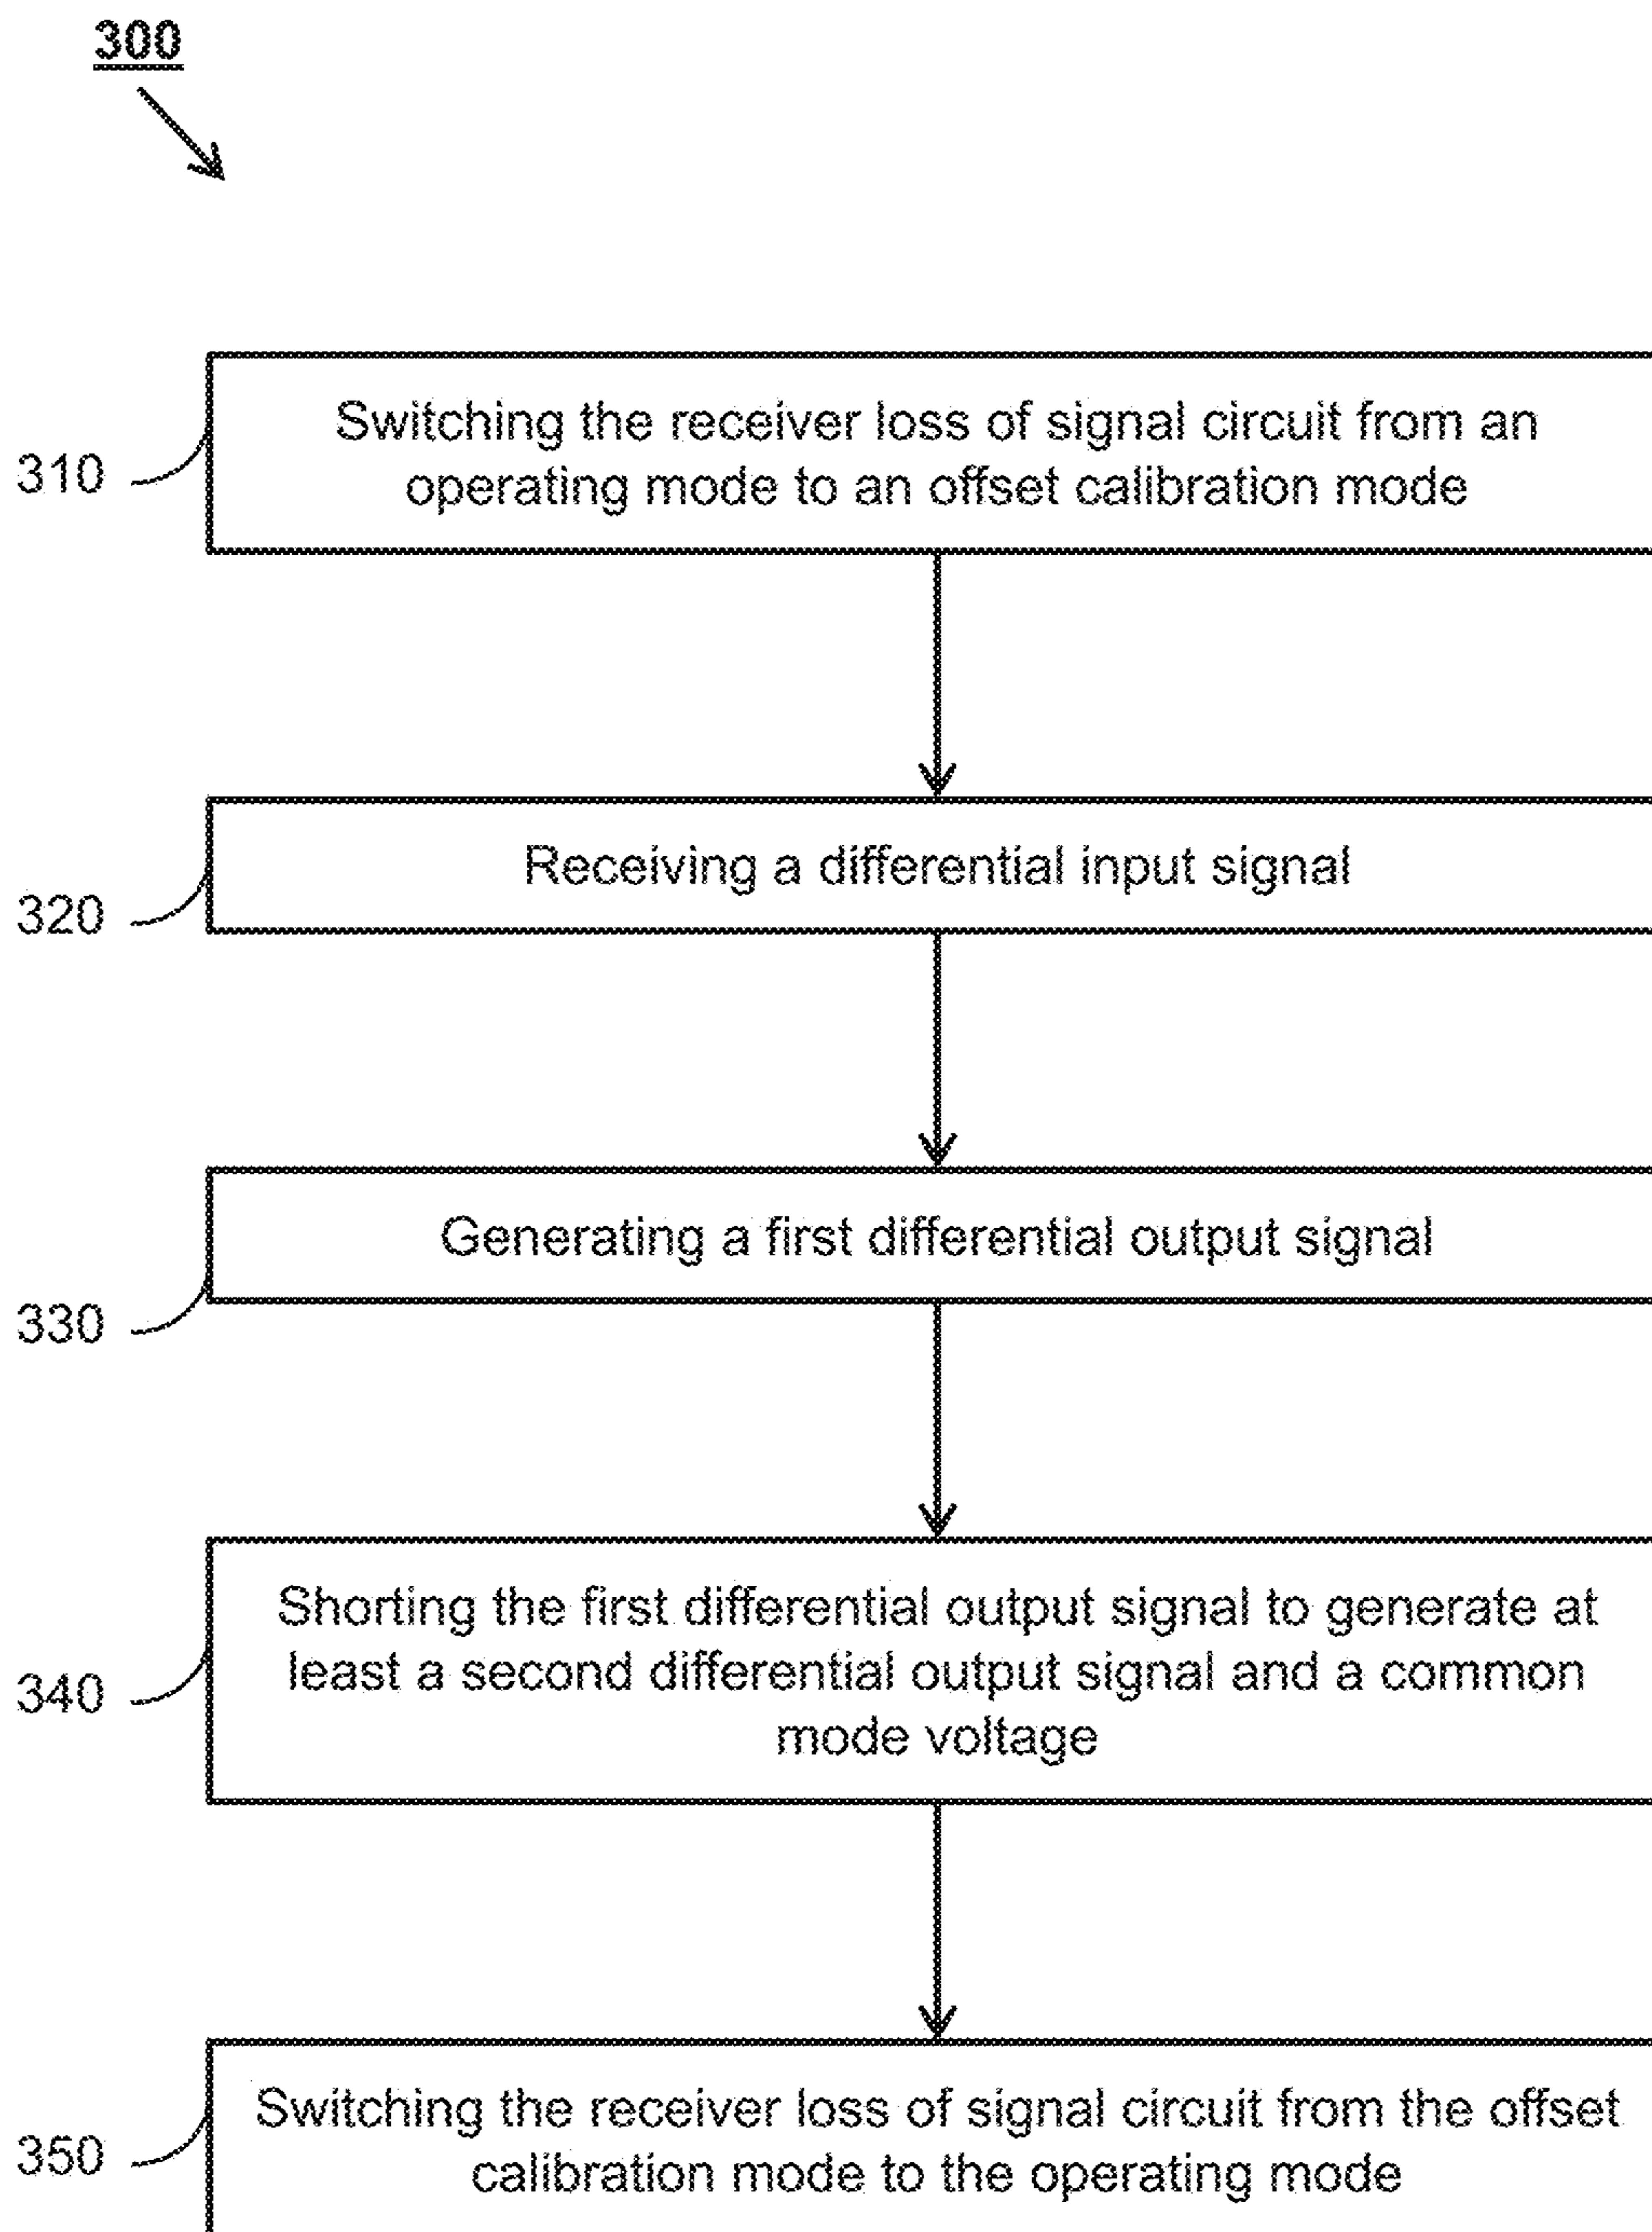 300
310
Switching the receiver loss of signal circuit from an
operating mode to an offset calibration mode
320
Receiving a differential input signal
330
Generating a first differential output signal
340
Shorting the first differential output signal to generate at
least a second differential output signal and a common
mode voltage
350
Switching the receiver loss of signal circuit from the offset
calibration mode to the operating mode